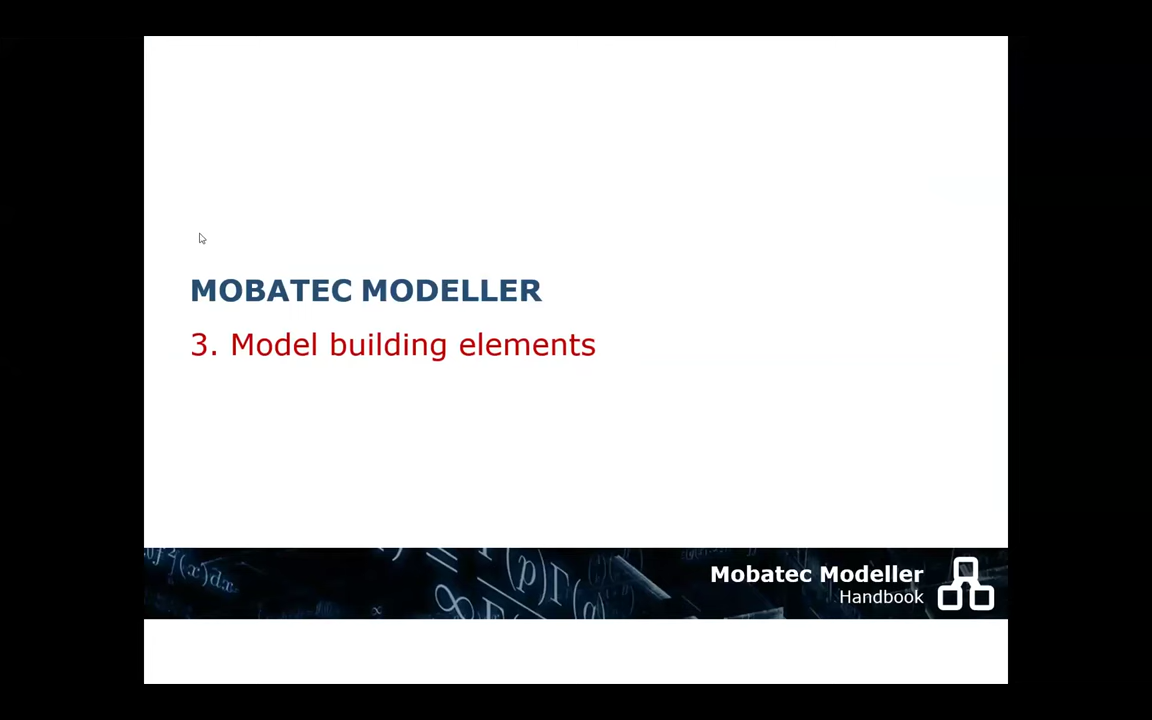 MOBATEC MODELLER
3. Model building elements
Mobatec Modeller
Handbook